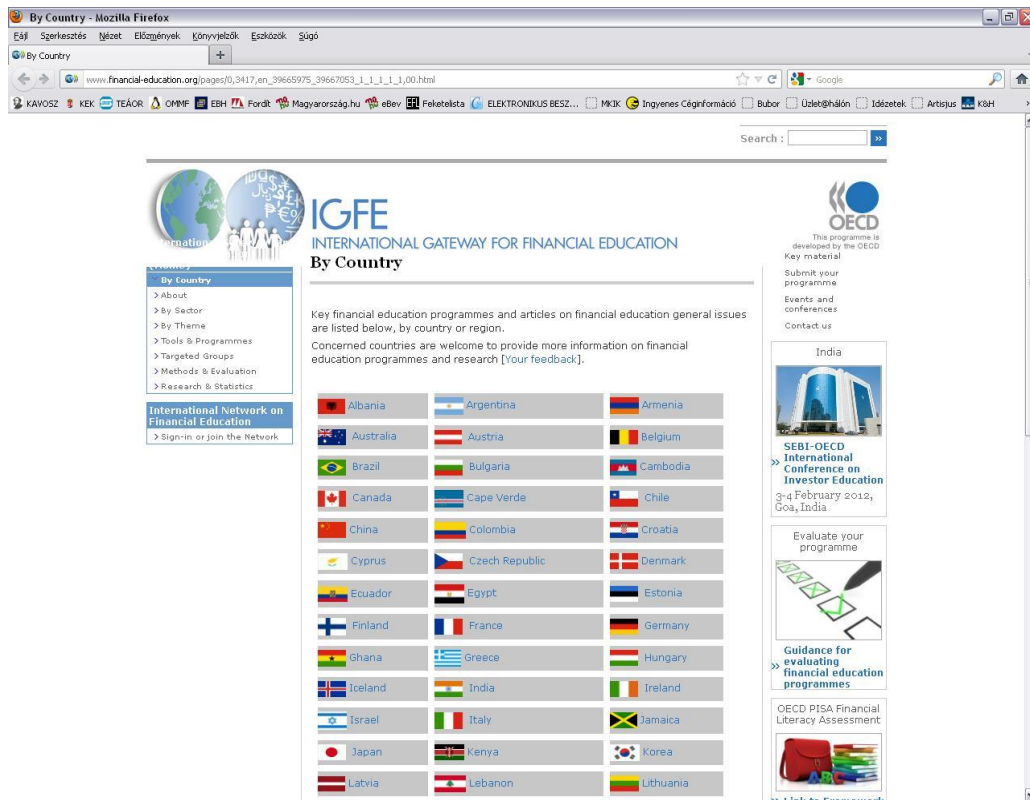 By Country - Mozilla Firefox
Fájl Szerkesztés Nézet Előzmények Könyvjelzők Eszközök Súgó
By Country
www.financial-education.org/pages/0,3417,en_39665975_39667053_1_1_1_1_1,00.html
Google
KAVOSZ KEK TEÁOR OMMF EBH Fordít Magyarország.hu eBev Feketelista ELEKTRONIKUS BESZ... MKIK Ingyenes Céginformáció Bubor Üzlet@hálón Idézetek Artisjus K&H
Search :
IGFE
INTERNATIONAL GATEWAY FOR FINANCIAL EDUCATION
OECD
This programme is
developed by the OECD
By Country
By Country
About
By Sector
By Theme
Tools & Programmes
Targeted Groups
Methods & Evaluation
Research & Statistics
International Network on
Financial Education
Sign-in or join the Network
Key financial education programmes and articles on financial education general issues
are listed below, by country or region.
Concerned countries are welcome to provide more information on financial
education programmes and research [Your feedback].
Albania Argentina Armenia
Australia Austria Belgium
Brazil Bulgaria Cambodia
Canada Cape Verde Chile
China Colombia Croatia
Cyprus Czech Republic Denmark
Ecuador Egypt Estonia
Finland France Germany
Ghana Greece Hungary
Iceland India Ireland
Israel Italy Jamaica
Japan Kenya Korea
Latvia Lebanon Lithuania
Key material
Submit your
programme
Events and
conferences
Contact us
India
SEBI-OECD
International
Conference on
Investor Education
3-4 February 2012,
Goa, India
Evaluate your
programme
Guidance for
evaluating
financial education
programmes
OECD PISA Financial
Literacy Assessment
ABC
Link to Framework